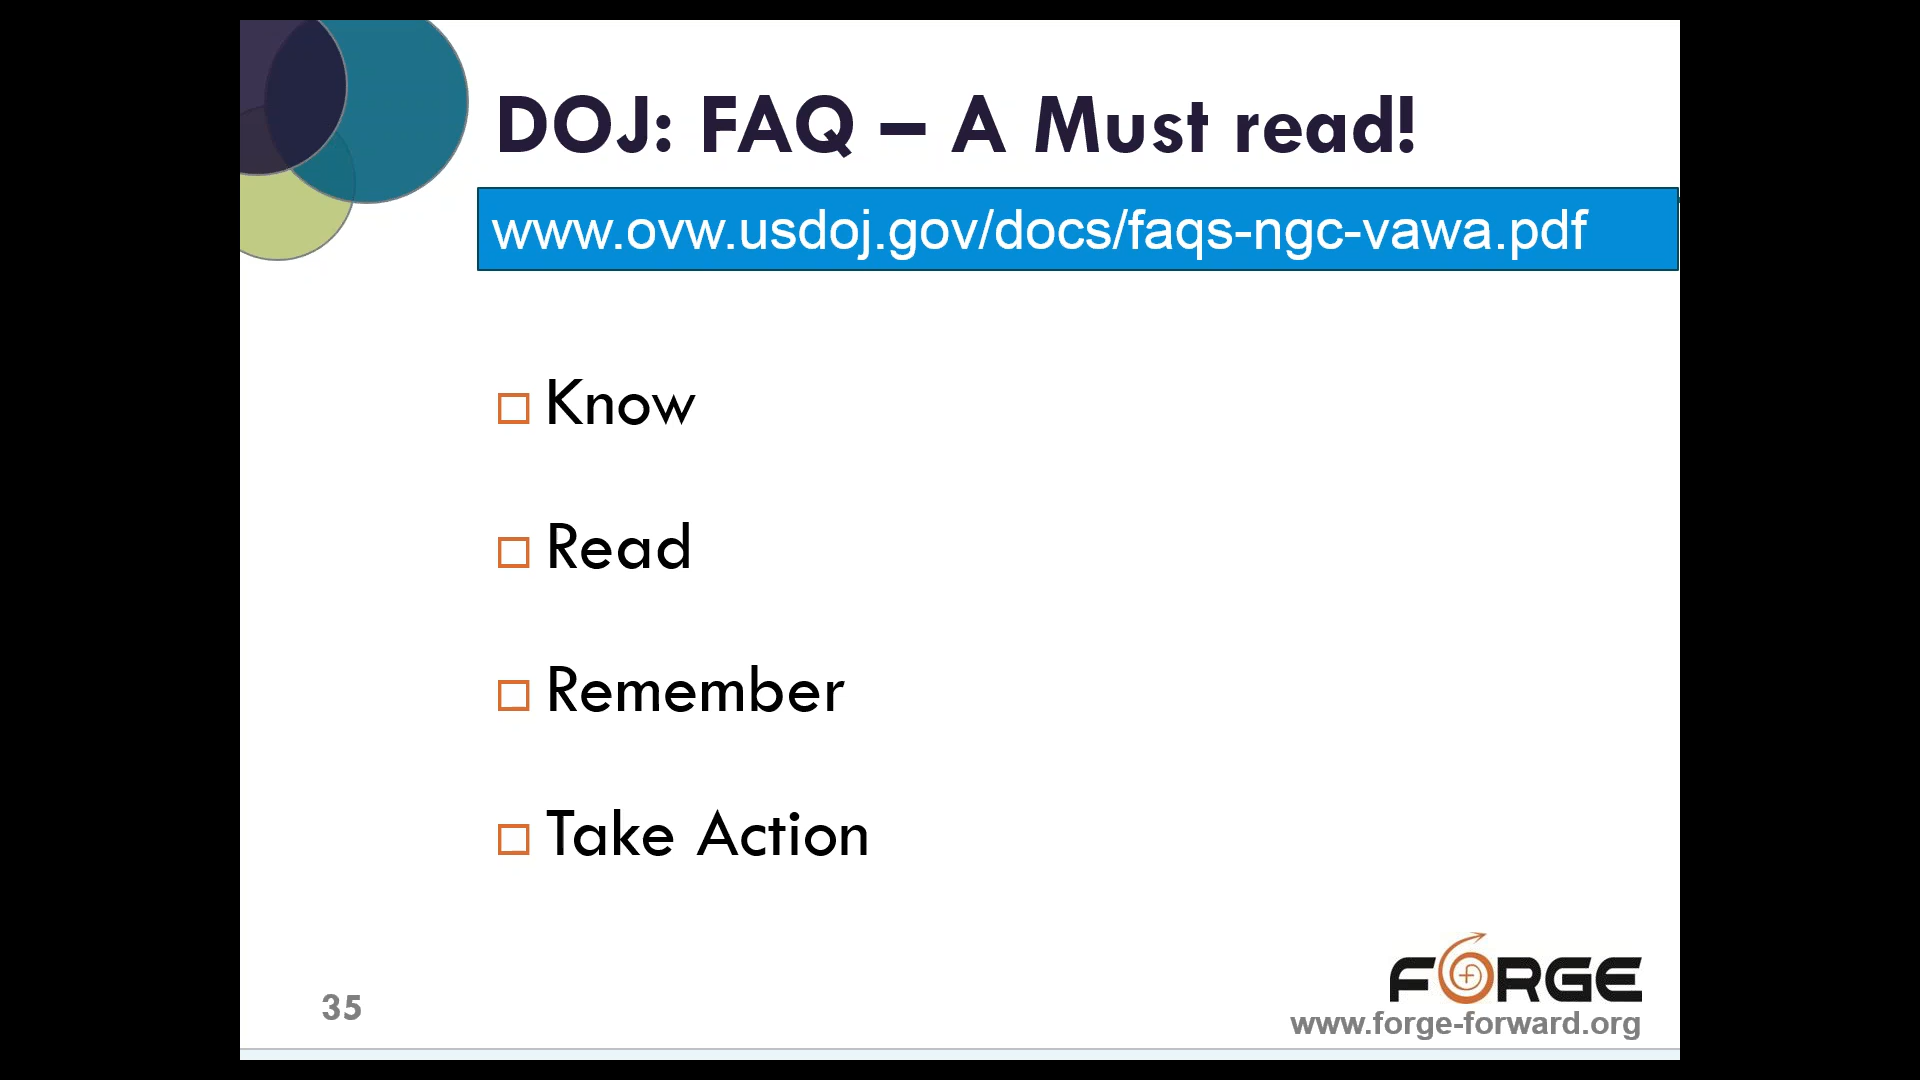 DOJ: FAQ – A Must read!
www.ovw.usdoj.gov/docs/faqs-ngc-vawa.pdf
Know
Read
Remember
Take Action
FORGE
www.forge-forward.org
35